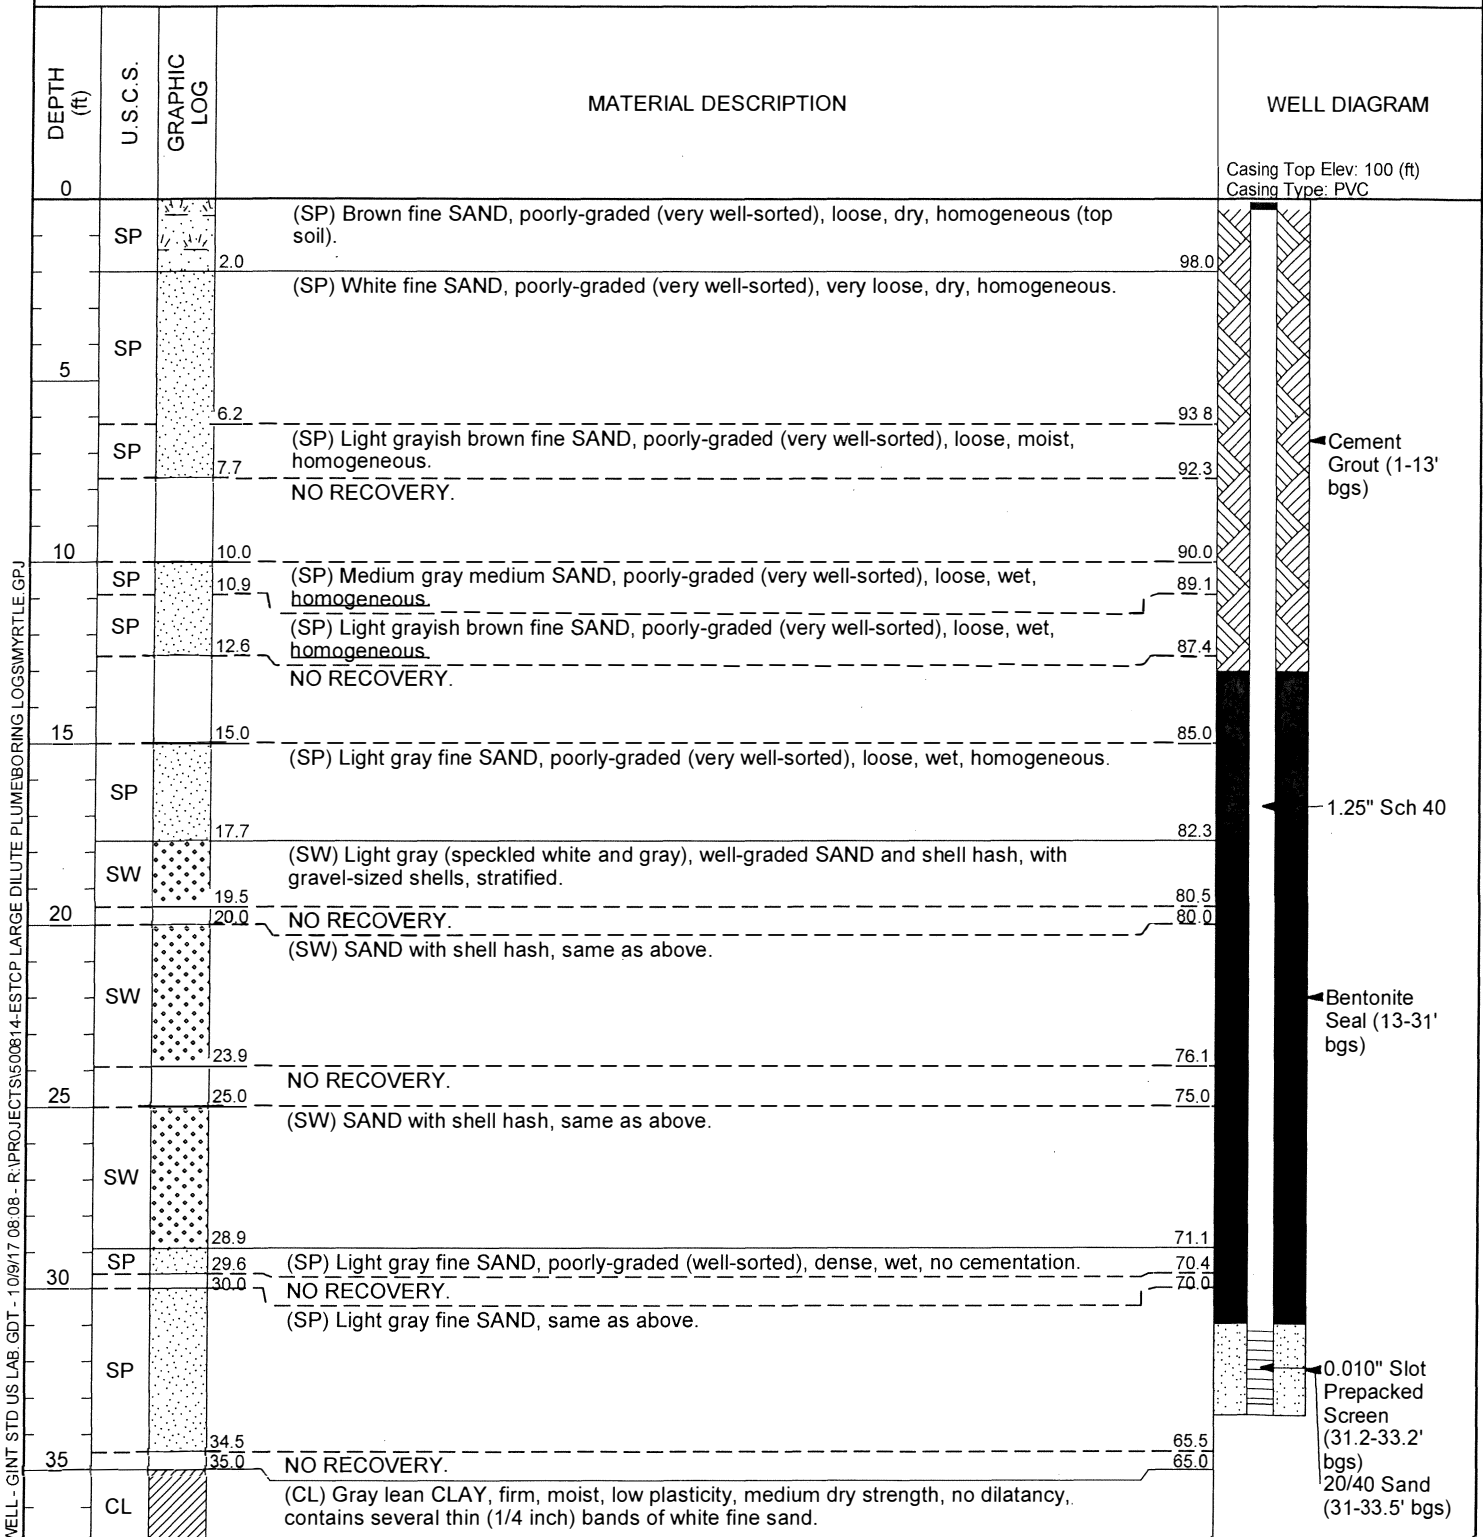 DEPTH
(ft)
U.S.C.S.
GRAPHIC
LOG
MATERIAL DESCRIPTION
WELL DIAGRAM
Casing Top Elev: 100 (ft)
Casing Type: PVC
0
SP
(SP) Brown fine SAND, poorly-graded (very well-sorted), loose, dry, homogeneous (top
soil).
2.0
98.0
SP
(SP) White fine SAND, poorly-graded (very well-sorted), very loose, dry, homogeneous.
5
6.2
93.8
SP
(SP) Light grayish brown fine SAND, poorly-graded (very well-sorted), loose, moist,
homogeneous.
7.7
92.3
NO RECOVERY.
Cement
Grout (1-13'
bgs)
10
10.0
90.0
SP
(SP) Medium gray medium SAND, poorly-graded (very well-sorted), loose, wet,
homogeneous.
10.9
89.1
SP
(SP) Light grayish brown fine SAND, poorly-graded (very well-sorted), loose, wet,
homogeneous.
12.6
87.4
NO RECOVERY.
15
15.0
85.0
SP
(SP) Light gray fine SAND, poorly-graded (very well-sorted), loose, wet, homogeneous.
1.25" Sch 40
17.7
82.3
SW
(SW) Light gray (speckled white and gray), well-graded SAND and shell hash, with
gravel-sized shells, stratified.
19.5
80.5
20
20.0
NO RECOVERY.
80.0
SW
(SW) SAND with shell hash, same as above.
Bentonite
Seal (13-31'
bgs)
23.9
76.1
NO RECOVERY.
25
25.0
75.0
SW
(SW) SAND with shell hash, same as above.
28.9
71.1
SP
(SP) Light gray fine SAND, poorly-graded (well-sorted), dense, wet, no cementation.
29.6
70.4
30
30.0
NO RECOVERY.
70.0
SP
(SP) Light gray fine SAND, same as above.
0.010" Slot
Prepacked
Screen
(31.2-33.2'
bgs)
20/40 Sand
(31-33.5' bgs)
34.5
65.5
35
35.0
NO RECOVERY.
65.0
CL
(CL) Gray lean CLAY, firm, moist, low plasticity, medium dry strength, no dilatancy,
contains several thin (1/4 inch) bands of white fine sand.
WELL - GINT STD US LAB.GDT - 10/9/17 08:08 - R:\PROJECTS\500814-ESTCP LARGE DILUTE PLUME\BORING LOGS\MYRTLE.GPJ